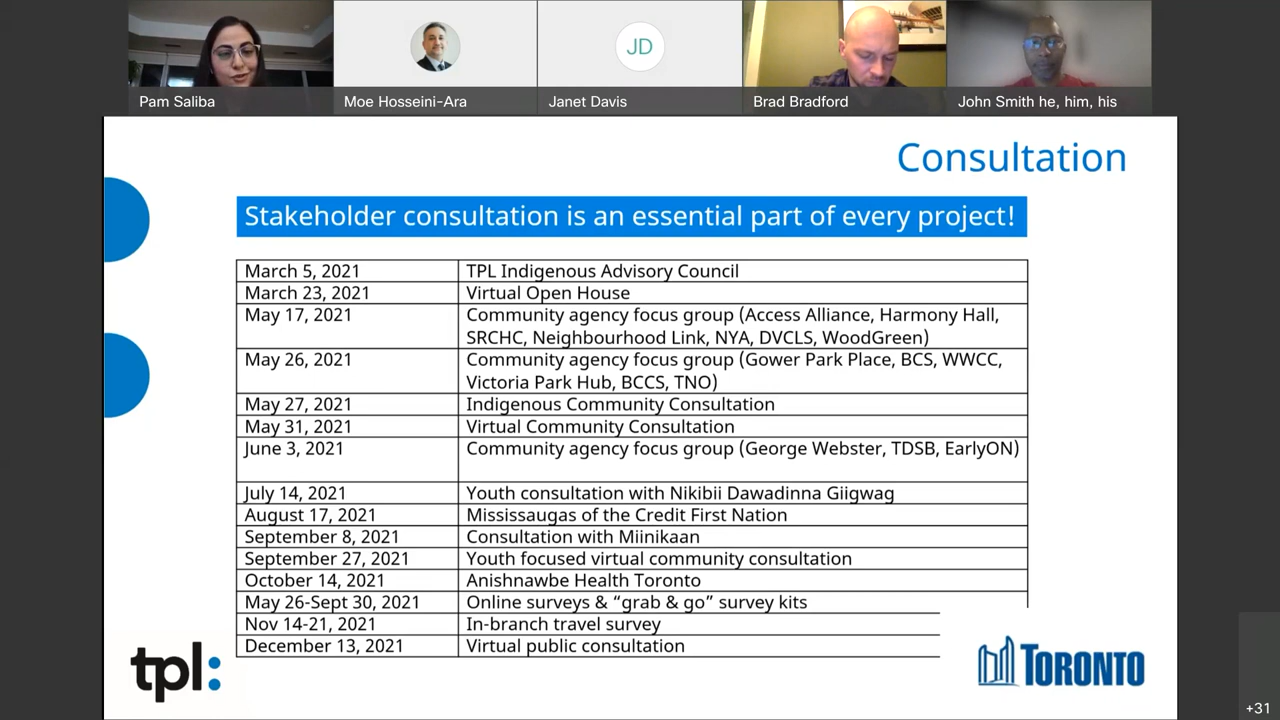 JD
Pam Saliba
Moe Hosseini-Ara
Janet Davis
Brad Bradford
John Smith he, him, his
Consultation
Stakeholder consultation is an essential part of every project!
March 5, 2021 TPL Indigenous Advisory Council
March 23, 2021 Virtual Open House
May 17, 2021 Community agency focus group (Access Alliance, Harmony Hall,
SRCHC, Neighbourhood Link, NYA, DVCLS, WoodGreen)
May 26, 2021 Community agency focus group (Gower Park Place, BCS, WWCC,
Victoria Park Hub, BCCS, TNO)
May 27, 2021 Indigenous Community Consultation
May 31, 2021 Virtual Community Consultation
June 3, 2021 Community agency focus group (George Webster, TDSB, EarlyON)
July 14, 2021 Youth consultation with Nikibii Dawadinna Giigwag
August 17, 2021 Mississaugas of the Credit First Nation
September 8, 2021 Consultation with Miinikaan
September 27, 2021 Youth focused virtual community consultation
October 14, 2021 Anishnawbe Health Toronto
May 26-Sept 30, 2021 Online surveys & “grab & go” survey kits
Nov 14-21, 2021 In-branch travel survey
December 13, 2021 Virtual public consultation
tpl:
TORONTO
+31